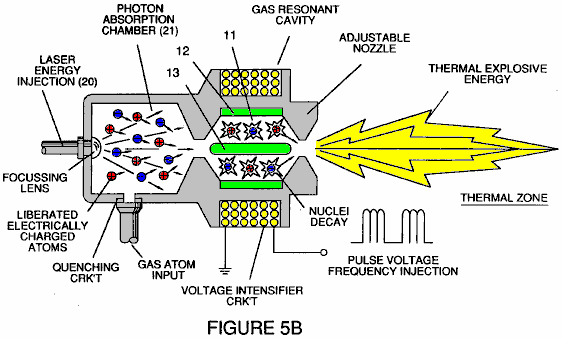 PHOTON
ABSORPTION
CHAMBER (21)
LASER
ENERGY
INJECTION (20)
GAS RESONANT
CAVITY
11
12
13
ADJUSTABLE
NOZZLE
THERMAL EXPLOSIVE
ENERGY
FOCUSSING
LENS
LIBERATED
ELECTRICALLY
CHARGED
ATOMS
QUENCHING
CRK'T
GAS ATOM
INPUT
NUCLEI
DECAY
VOLTAGE INTENSIFIER
CRK'T
THERMAL ZONE
PULSE VOLTAGE
FREQUENCY INJECTION
FIGURE 5B